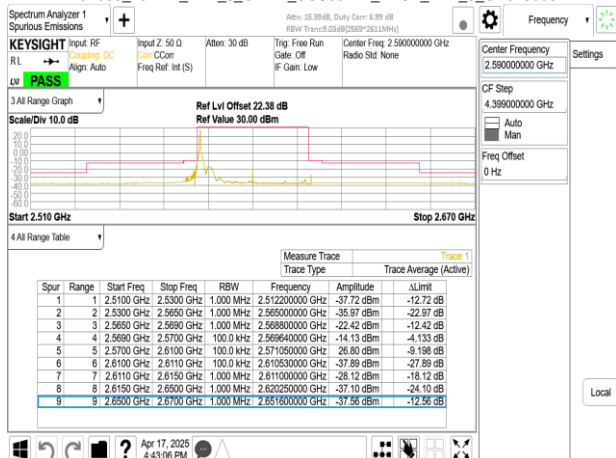 Spectrum Analyzer 1
Spurious Emissions
Attn: 15.39dB, Duty Corr: 6.99 dB
RBW Trans:9.03dB(2569~2611MHz)
Frequency
KEYSIGHT
RL
LXI
PASS
Input: RF
Coupling: DC
Align: Auto
Input Z: 50 Ω
Corr CCorr
Freq Ref: Int (S)
Atten: 30 dB
Trig: Free Run
Gate: Off
IF Gain: Low
Center Freq: 2.590000000 GHz
Radio Std: None
Center Frequency
2.590000000 GHz
Settings
CF Step
4.399000000 GHz
Auto
Man
Freq Offset
0 Hz
3 All Range Graph
Scale/Div 10.0 dB
Ref Lvl Offset 22.38 dB
Ref Value 30.00 dBm
20.0
10.0
0.00
-10.0
-20.0
-30.0
-40.0
-50.0
-60.0
Start 2.510 GHz
Stop 2.670 GHz
4 All Range Table
Measure Trace Trace 1
Trace Type Trace Average (Active)
Spur Range Start Freq Stop Freq RBW Frequency Amplitude ΔLimit
1 1 2.5100 GHz 2.5300 GHz 1.000 MHz 2.512200000 GHz -37.72 dBm -12.72 dB
2 2 2.5300 GHz 2.5650 GHz 1.000 MHz 2.565000000 GHz -35.97 dBm -22.97 dB
3 3 2.5650 GHz 2.5690 GHz 1.000 MHz 2.568800000 GHz -22.42 dBm -12.42 dB
4 4 2.5690 GHz 2.5700 GHz 100.0 kHz 2.569640000 GHz -14.13 dBm -4.133 dB
5 5 2.5700 GHz 2.6100 GHz 100.0 kHz 2.571050000 GHz 26.80 dBm -9.198 dB
6 6 2.6100 GHz 2.6110 GHz 100.0 kHz 2.610530000 GHz -37.89 dBm -27.89 dB
7 7 2.6110 GHz 2.6150 GHz 1.000 MHz 2.611000000 GHz -28.12 dBm -18.12 dB
8 8 2.6150 GHz 2.6500 GHz 1.000 MHz 2.620250000 GHz -37.10 dBm -24.10 dB
9 9 2.6500 GHz 2.6700 GHz 1.000 MHz 2.651600000 GHz -37.56 dBm -12.56 dB
Local
Apr 17, 2025
4:43:06 PM